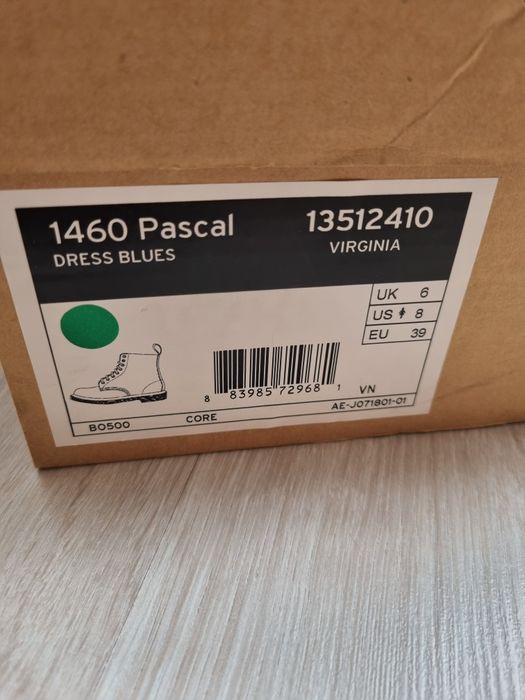 1460 Pascal 13512410
DRESS BLUES VIRGINIA
UK 6
US 8
EU 39
8 83985 72968 1
VN
B0500 CORE AE-J071801-01